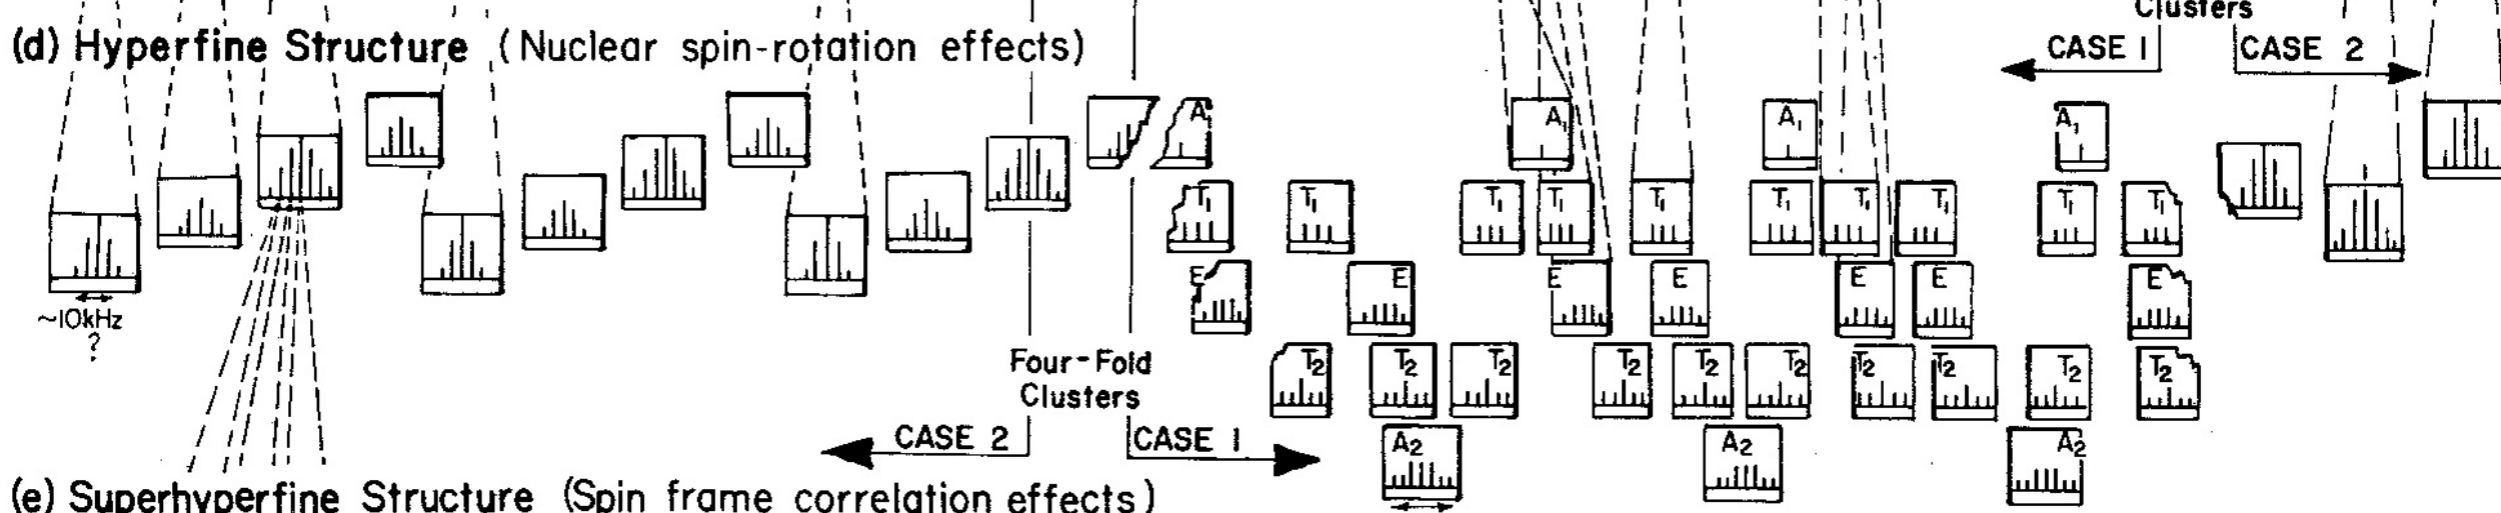 Clusters
(d) Hyperfine Structure (Nuclear spin-rotation effects)
CASE 1 CASE 2
A1 A1 A1 A1
T1 T1 T1 T1 T1 T1 T1 T1 T1 T1
E E E E E E E
~10kHz
?
T2 T2 T2 T2 T2 T2 T2 T2 T2 T2
Four-Fold
Clusters
CASE 2 CASE 1
A2 A2 A2
(e) Superhyperfine Structure (Spin frame correlation effects)